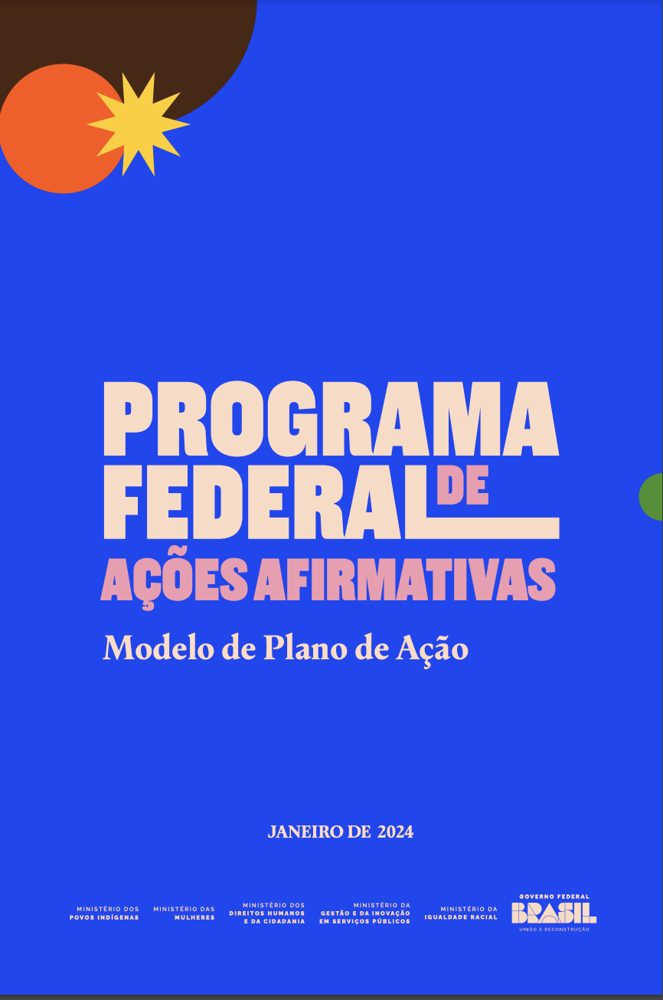 PROGRAMA
FEDERAL DE
AÇÕES AFIRMATIVAS
Modelo de Plano de Ação
JANEIRO DE 2024
MINISTÉRIO DOS
POVOS INDÍGENAS
MINISTÉRIO DAS
MULHERES
MINISTÉRIO DOS
DIREITOS HUMANOS
E DA CIDADANIA
MINISTÉRIO DA
GESTÃO E DA INOVAÇÃO
EM SERVIÇOS PÚBLICOS
MINISTÉRIO DA
IGUALDADE RACIAL
GOVERNO FEDERAL
BRASIL
UNIÃO E RECONSTRUÇÃO